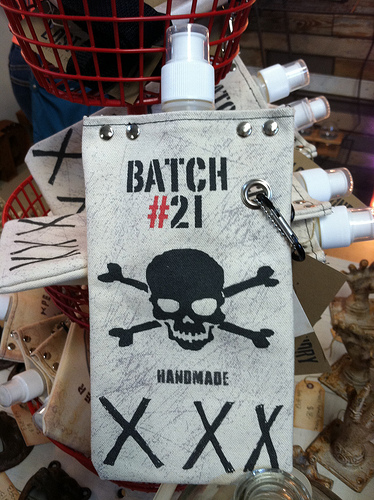 BATCH
#21
HANDMADE
X X X
XXX